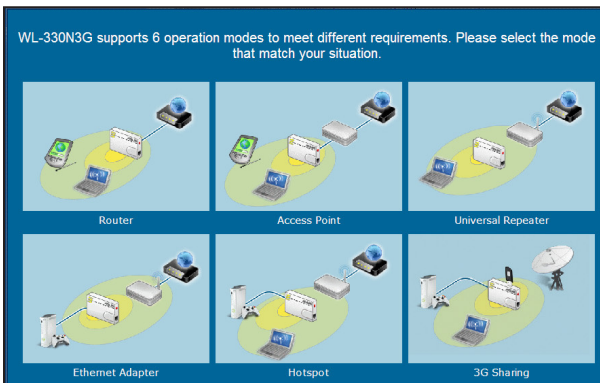 WL-330N3G supports 6 operation modes to meet different requirements. Please select the mode
that match your situation.
Router
Access Point
Universal Repeater
Ethernet Adapter
Hotspot
3G Sharing